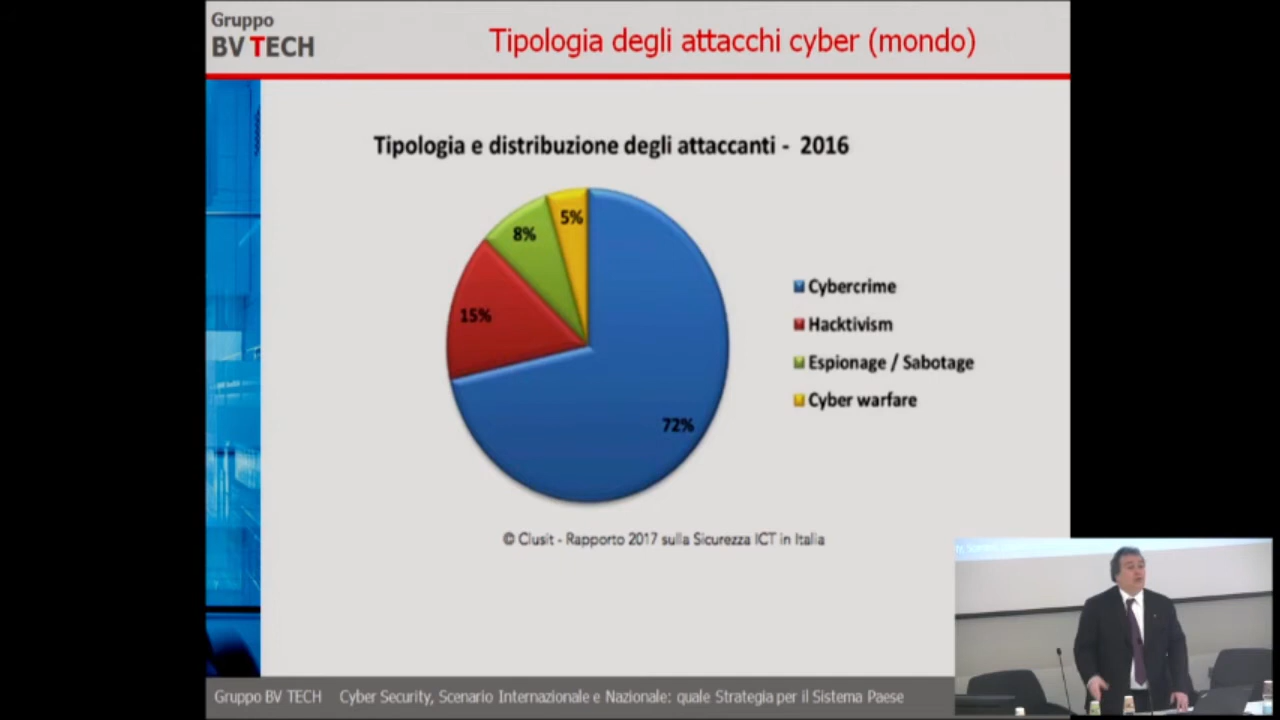 Gruppo
BV TECH
Tipologia degli attacchi cyber (mondo)
Tipologia e distribuzione degli attaccanti - 2016
5%
8%
15%
72%
Cybercrime
Hacktivism
Espionage / Sabotage
Cyber warfare
© Clusit - Rapporto 2017 sulla Sicurezza ICT in Italia
Gruppo BV TECH Cyber Security, Scenario Internazionale e Nazionale: quale Strategia per il Sistema Paese